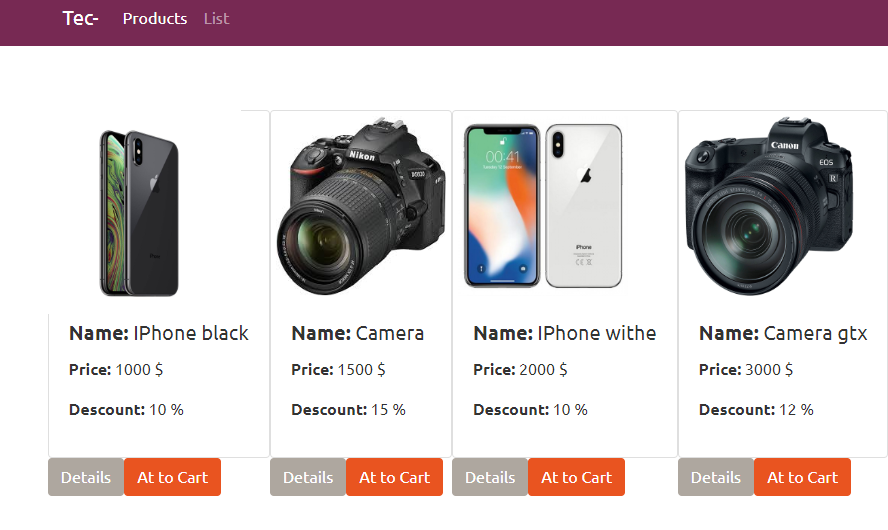 Tec- Products List
Nikon
D5600
00:41
iPhone
iPhone
Canon
EOS
R
Name: IPhone black
Price: 1000 $
Descount: 10 %
Details At to Cart
Name: Camera
Price: 1500 $
Descount: 15 %
Details At to Cart
Name: IPhone withe
Price: 2000 $
Descount: 10 %
Details At to Cart
Name: Camera gtx
Price: 3000 $
Descount: 12 %
Details At to Cart